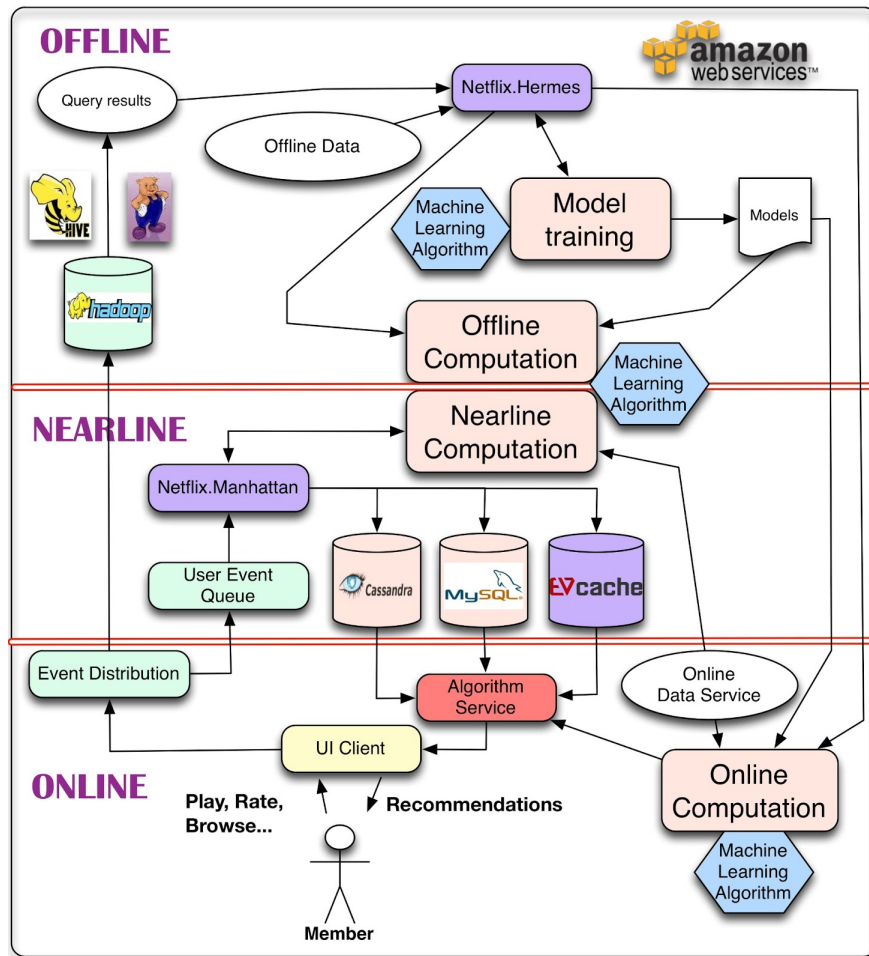 OFFLINE
amazon
webservices™
Query results
Netflix.Hermes
Offline Data
HIVE
Machine
Learning
Algorithm
Model
training
Models
hadoop
Offline
Computation
Machine
Learning
Algorithm
NEARLINE
Nearline
Computation
Netflix.Manhattan
User Event
Queue
Cassandra
MySQL®
EVcache
Event Distribution
Algorithm
Service
Online
Data Service
UI Client
ONLINE
Play, Rate,
Browse...
Recommendations
Online
Computation
Machine
Learning
Algorithm
Member